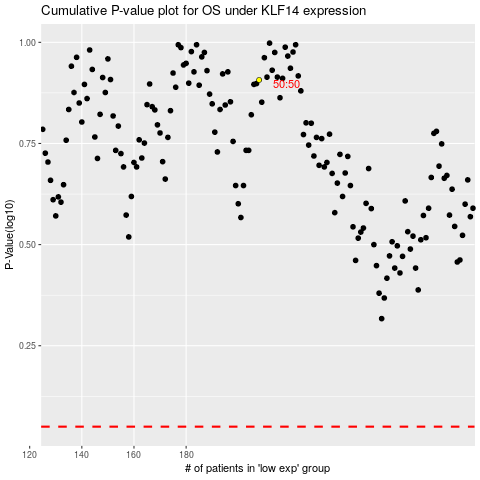 Cumulative P-value plot for OS under KLF14 expression
P-Value(log10)
1.00
0.75
0.50
0.25
50:50
120 140 160 180
# of patients in 'low exp' group